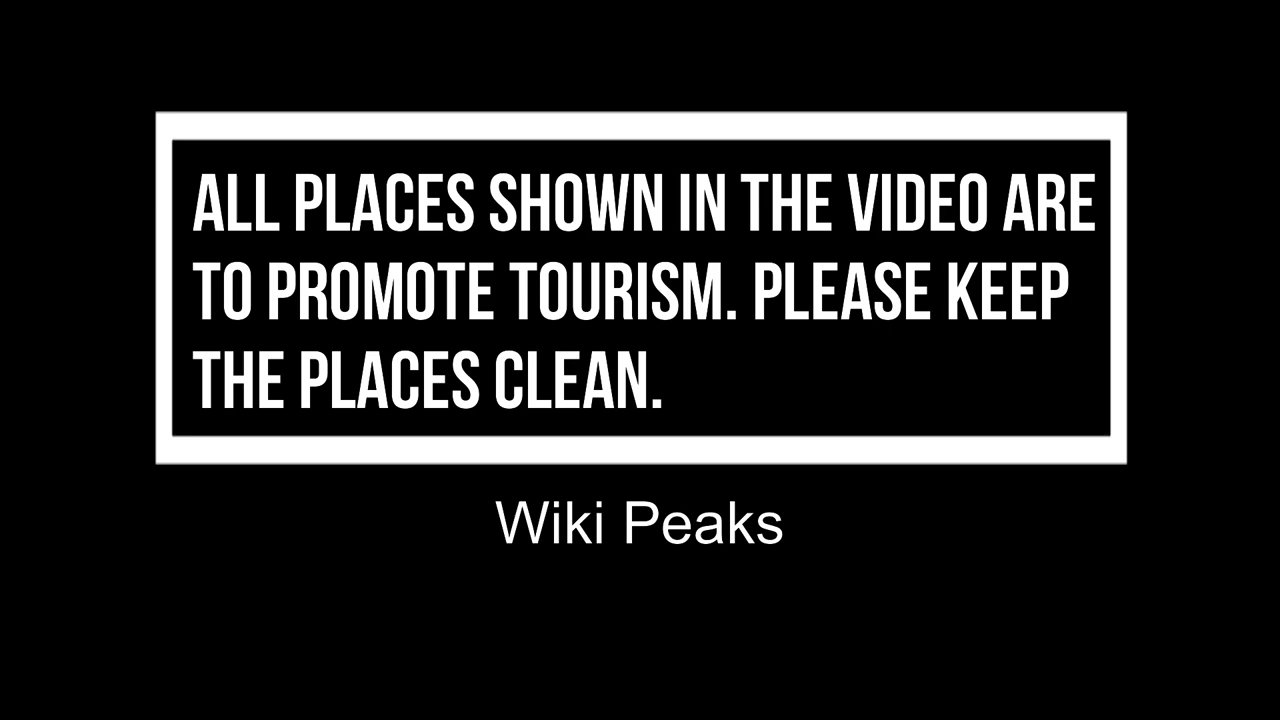 ALL PLACES SHOWN IN THE VIDEO ARE
TO PROMOTE TOURISM. PLEASE KEEP
THE PLACES CLEAN.
Wiki Peaks